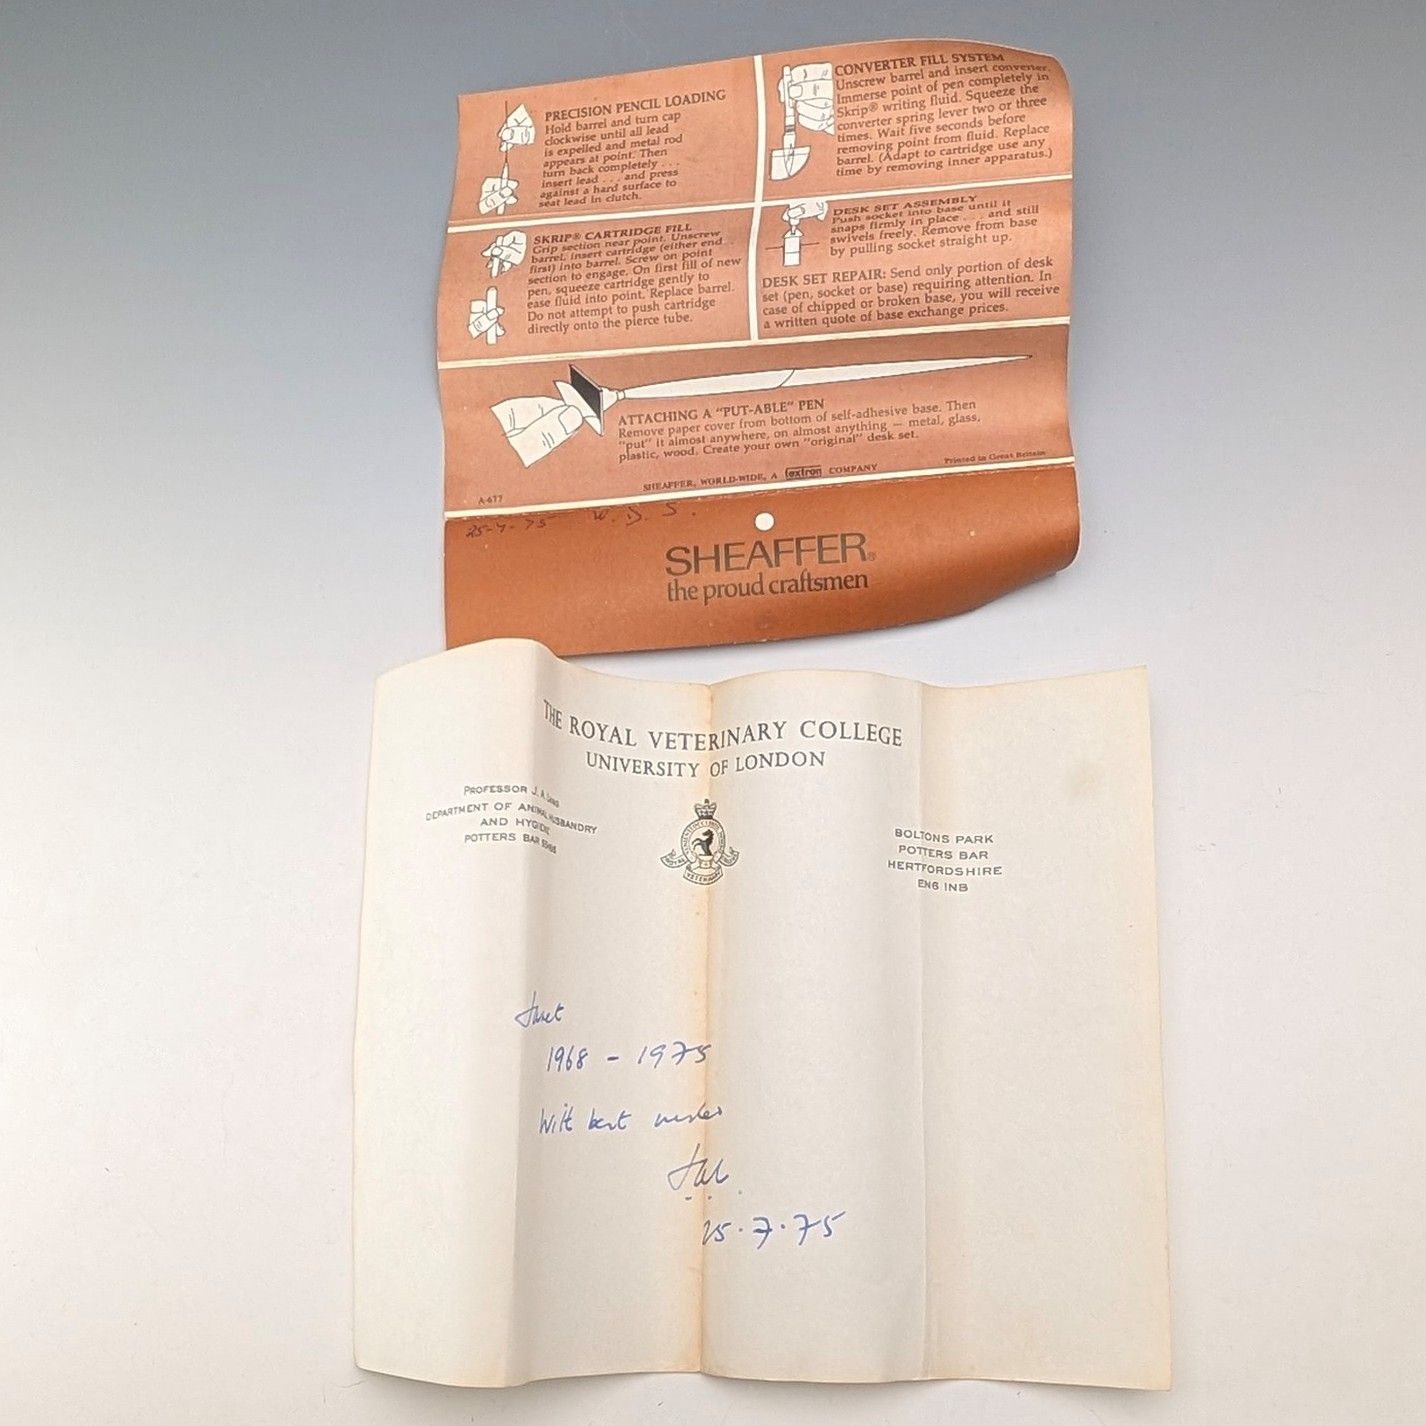 PRECISION PENCIL LOADING
Hold barrel and turn cap
clockwise until all lead
is expelled and metal rod
appears at point. Then
turn back completely . . .
insert lead . . . and press
against a hard surface to
seat lead in clutch.
CONVERTER FILL SYSTEM
Unscrew barrel and insert converter.
Immerse point of pen completely in
Skrip® writing fluid. Squeeze the
converter spring lever two or three
times. Wait five seconds before
removing point from fluid. Replace
barrel. (Adapt to cartridge use any
time by removing inner apparatus.)
SKRIP® CARTRIDGE FILL
Grip section near point. Unscrew
barrel, insert cartridge (either end
first) into barrel. Screw on point
section to engage. On first fill of new
pen, squeeze cartridge gently to
ease fluid into point. Replace barrel.
Do not attempt to push cartridge
directly onto the pierce tube.
DESK SET ASSEMBLY
Push socket into base until it
snaps firmly in place . . . and still
swivels freely. Remove from base
by pulling socket straight up.
DESK SET REPAIR: Send only portion of desk
set (pen, socket or base) requiring attention. In
case of chipped or broken base, you will receive
a written quote of base exchange prices.
ATTACHING A "PUT-ABLE" PEN
Remove paper cover from bottom of self-adhesive base. Then
"put" it almost anywhere, on almost anything — metal, glass,
plastic, wood. Create your own "original" desk set.
SHEAFFER, WORLD-WIDE, A textron COMPANY
Printed in Great Britain
A-677
25-7-75 W. D. S.
SHEAFFER®
the proud craftsmen
THE ROYAL VETERINARY COLLEGE
UNIVERSITY OF LONDON
PROFESSOR J. A.
DEPARTMENT OF ANIMAL HUSBANDRY
AND HYGIENE
POTTERS BAR
ROYAL VETERINARY
BOLTONS PARK
POTTERS BAR
HERTFORDSHIRE
EN6 1NB
Janet
1968 - 1975
With best wishes
25.7.75